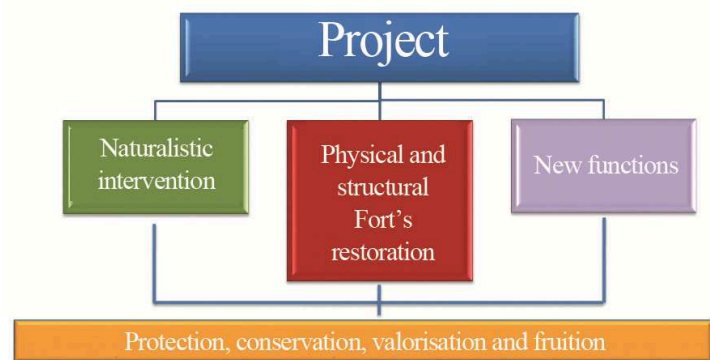 Project
Naturalistic
intervention
Physical and
structural
Fort's
restoration
New functions
Protection, conservation, valorisation and fruition